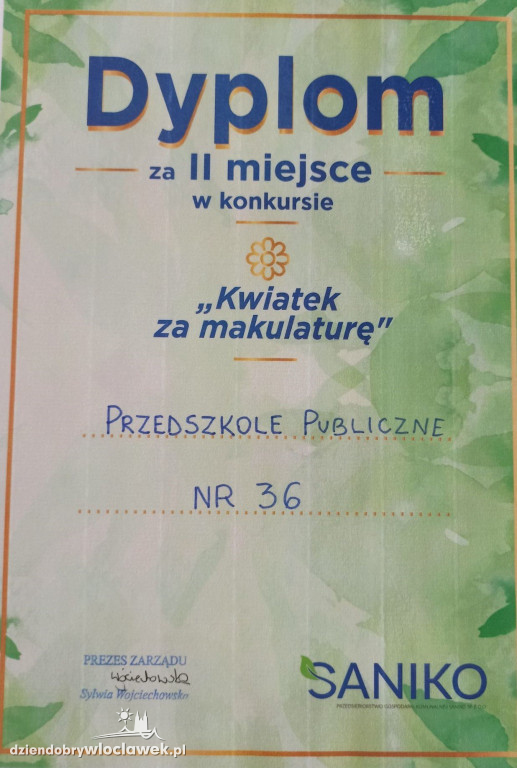 Dyplom
za II miejsce
w konkursie
„Kwiatek
za makulaturę"
PRZEDSZKOLE PUBLICZNE
NR 36
PREZES ZARZĄDU
Sylwia Wojciechowska
SANIKO
dziendobrywloclawek.pl